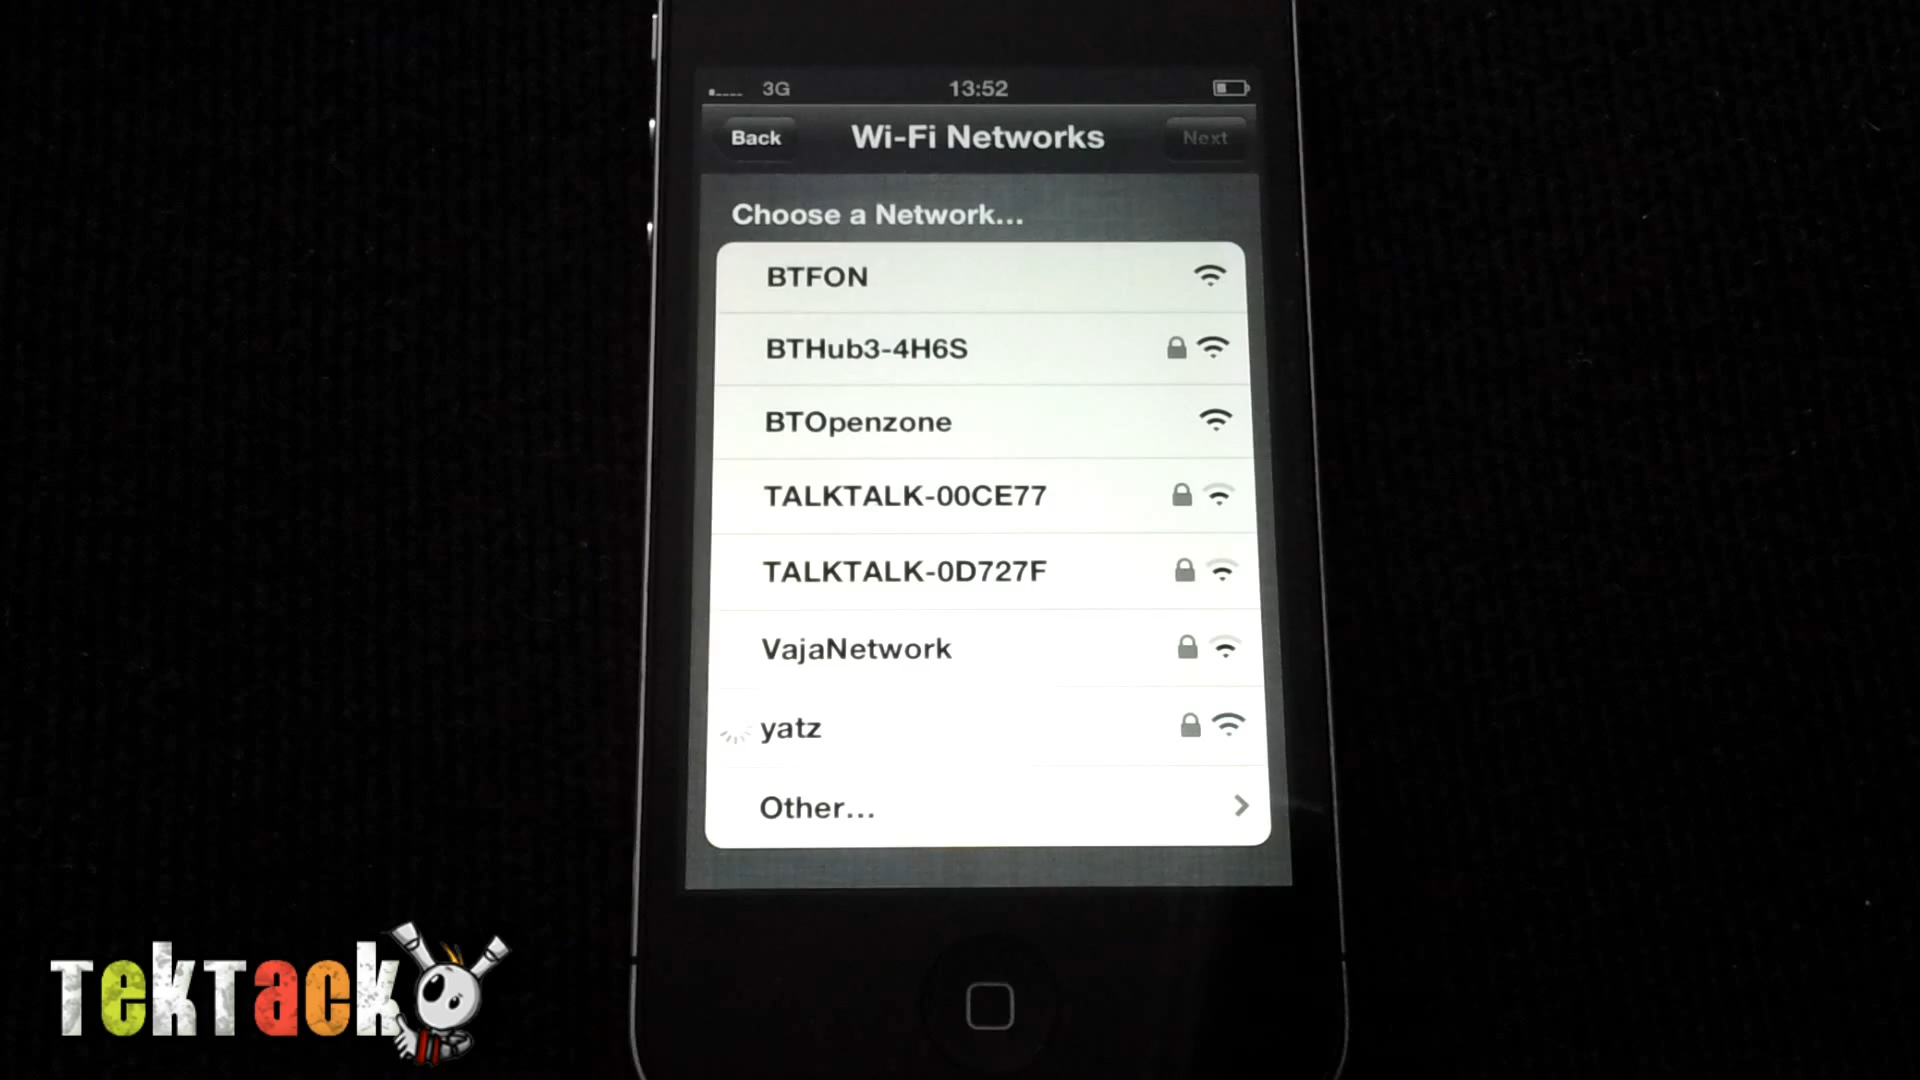 3G 13:52
Back Wi-Fi Networks Next
Choose a Network...
BTFON
BTHub3-4H6S
BTOpenzone
TALKTALK-00CE77
TALKTALK-0D727F
VajaNetwork
yatz
Other...
TekTack